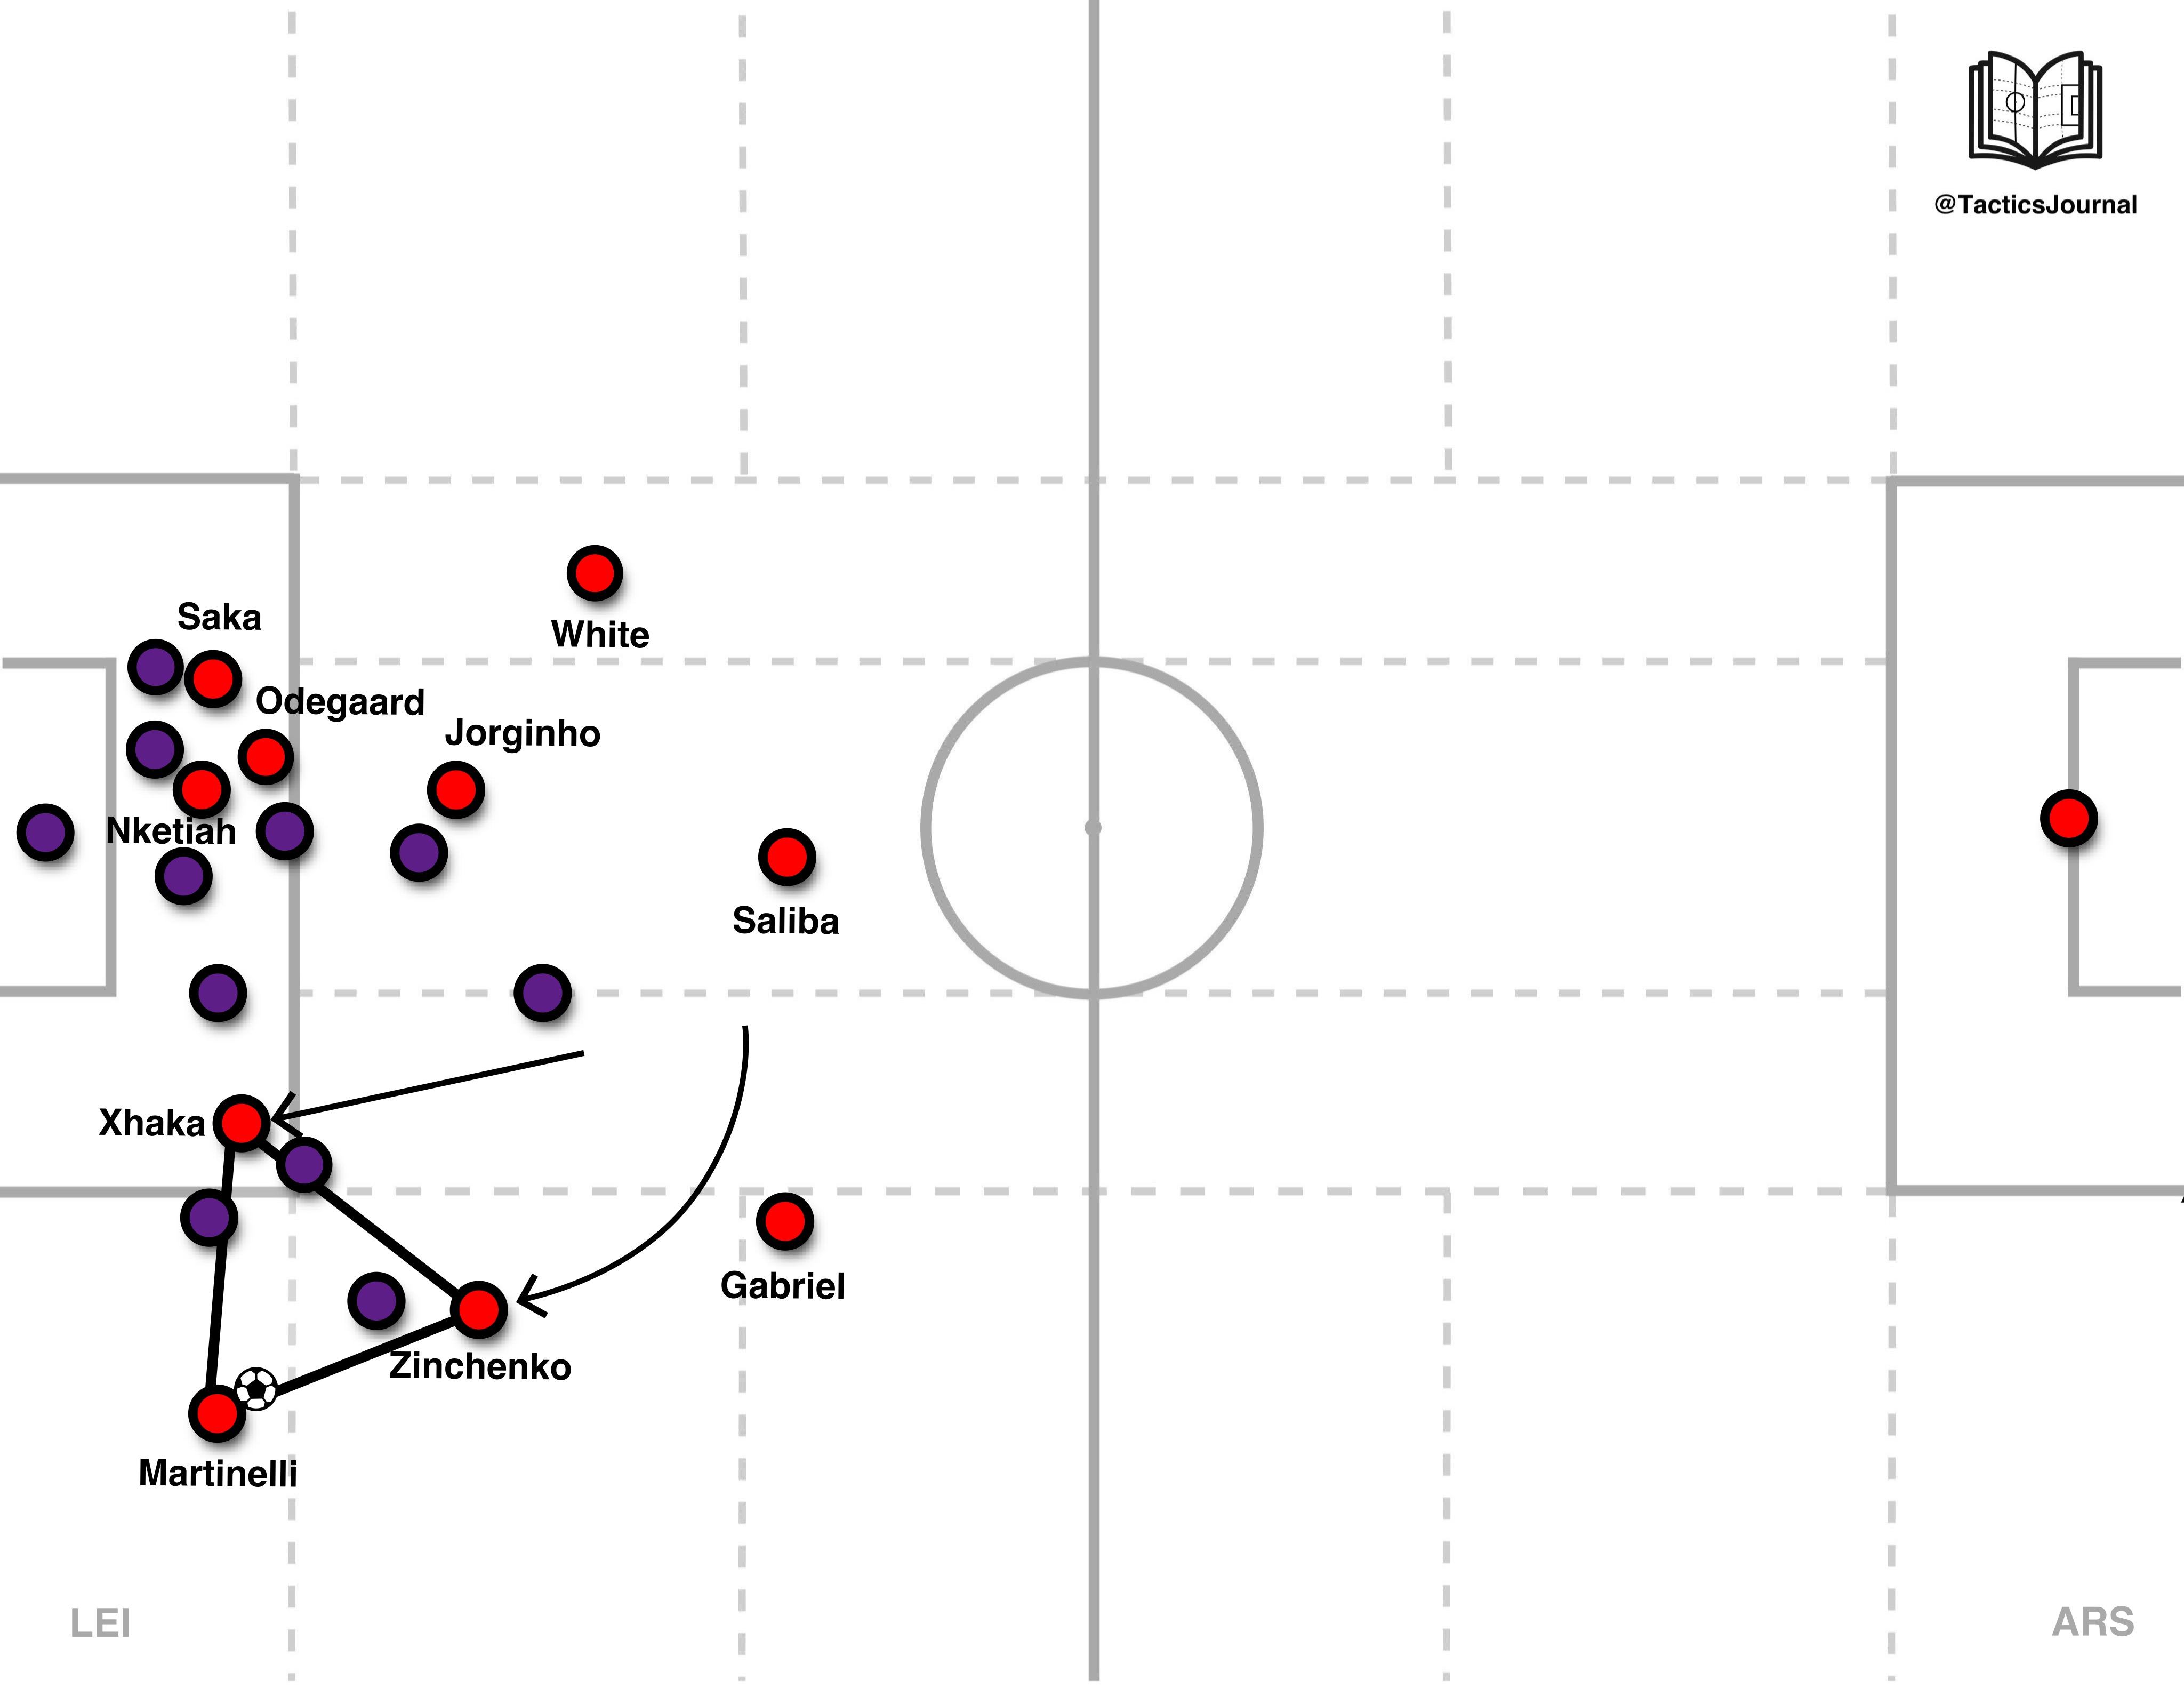 @TacticsJournal
White
Saka
Odegaard
Jorginho
Nketiah
Saliba
Xhaka
Gabriel
Zinchenko
Martinelli
LEI
ARS